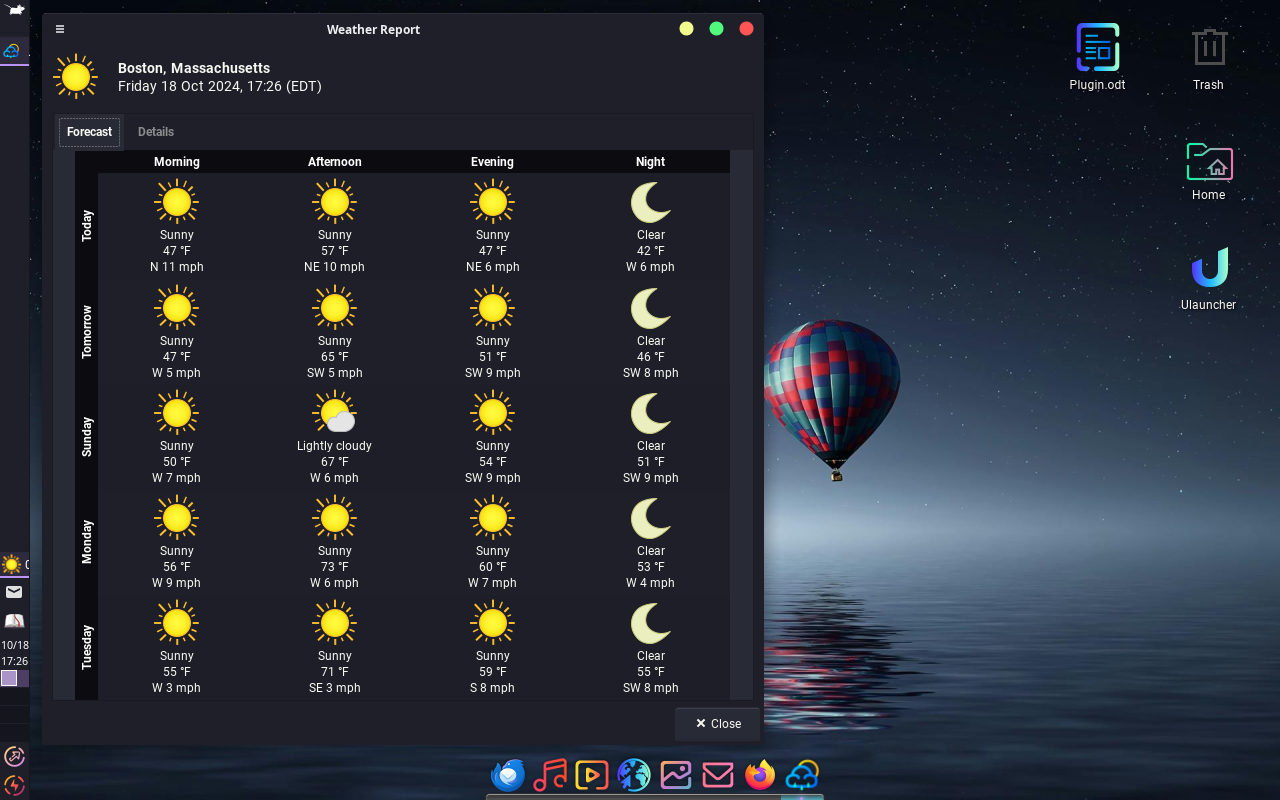 Weather Report
Boston, Massachusetts
Friday 18 Oct 2024, 17:26 (EDT)
Forecast Details
Morning Afternoon Evening Night
Today
Sunny Sunny Sunny Clear
47 °F 57 °F 47 °F 42 °F
N 11 mph NE 10 mph NE 6 mph W 6 mph
Tomorrow
Sunny Sunny Sunny Clear
47 °F 65 °F 51 °F 46 °F
W 5 mph SW 5 mph SW 9 mph SW 8 mph
Sunday
Sunny Lightly cloudy Sunny Clear
50 °F 67 °F 54 °F 51 °F
W 7 mph W 6 mph SW 9 mph SW 9 mph
Monday
Sunny Sunny Sunny Clear
56 °F 73 °F 60 °F 53 °F
W 9 mph W 6 mph W 7 mph W 4 mph
Tuesday
Sunny Sunny Sunny Clear
55 °F 71 °F 59 °F 55 °F
W 3 mph SE 3 mph S 8 mph SW 8 mph
Close
Plugin.odt
Trash
Home
Ulauncher
10/18
17:26